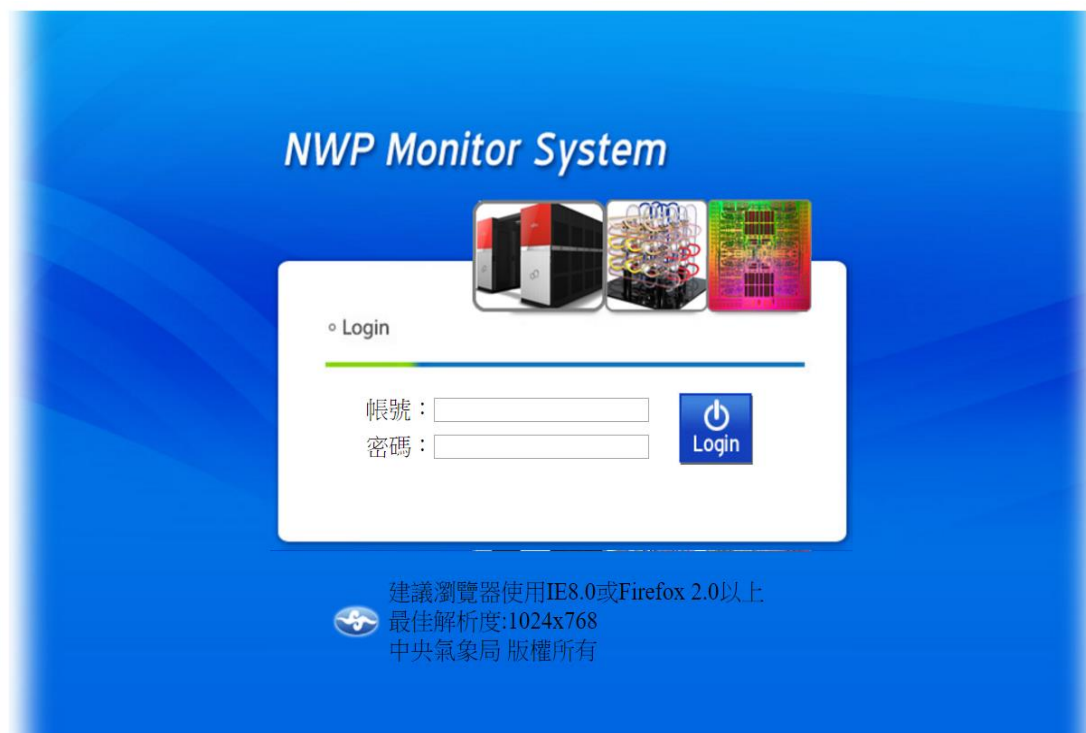 NWP Monitor System
Login
帳號：
密碼：
Login
建議瀏覽器使用IE8.0或Firefox 2.0以上
最佳解析度:1024x768
中央氣象局 版權所有